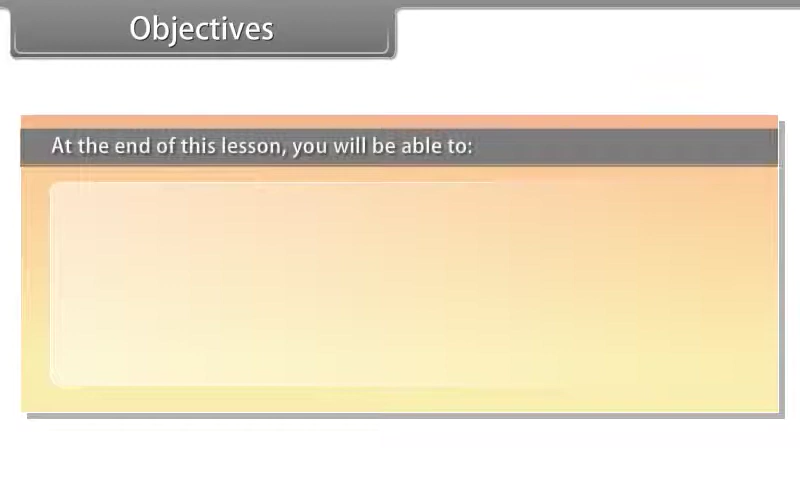 Objectives
At the end of this lesson, you will be able to: